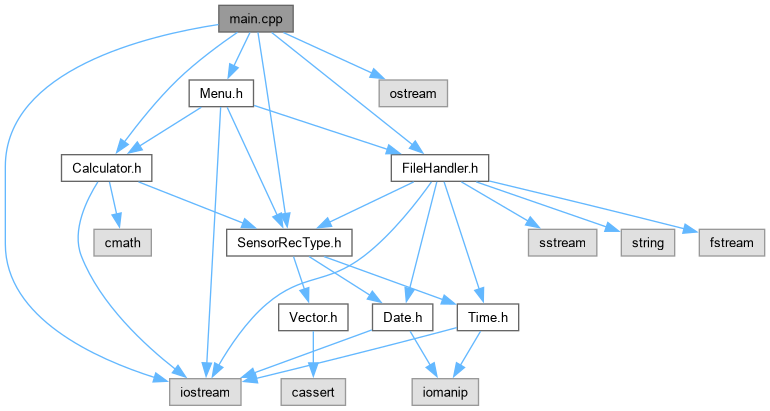 main.cpp
Menu.h
ostream
Calculator.h
FileHandler.h
cmath
SensorRecType.h
sstream
string
fstream
Vector.h
Date.h
Time.h
iostream
cassert
iomanip